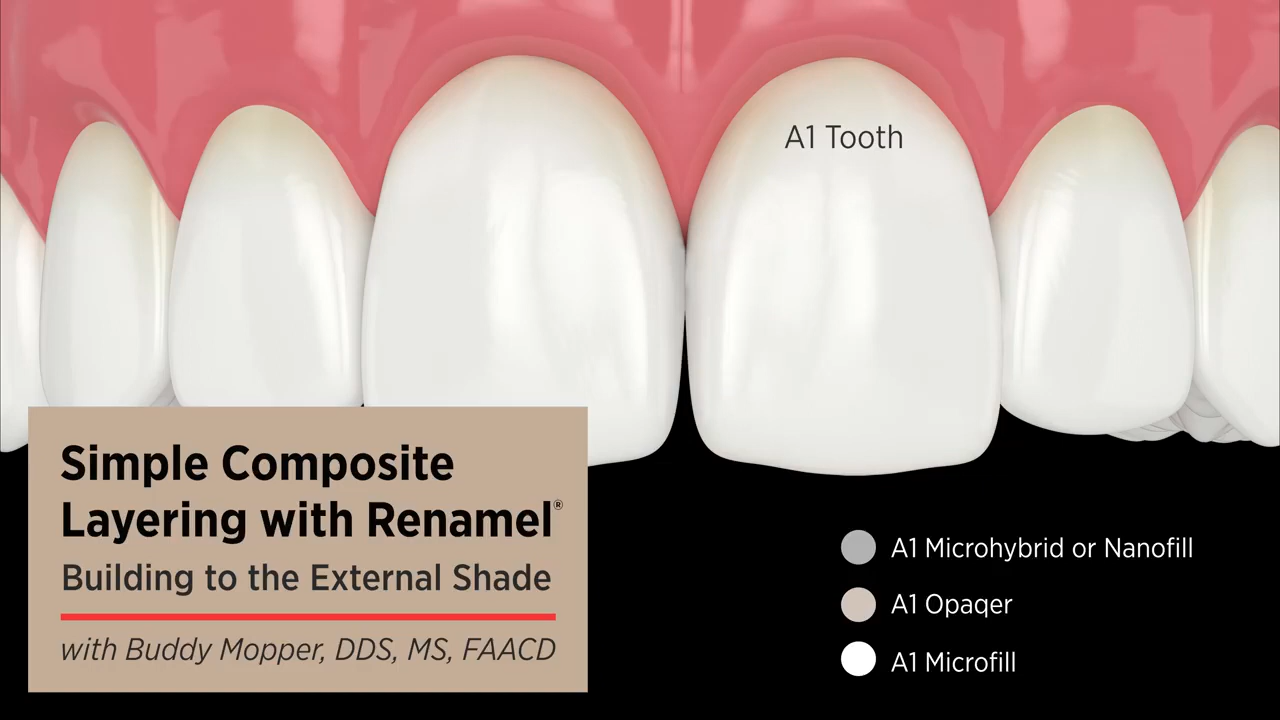 A1 Tooth
Simple Composite
Layering with Renamel®
Building to the External Shade
with Buddy Mopper, DDS, MS, FAACD
A1 Microhybrid or Nanofill
A1 Opaqer
A1 Microfill